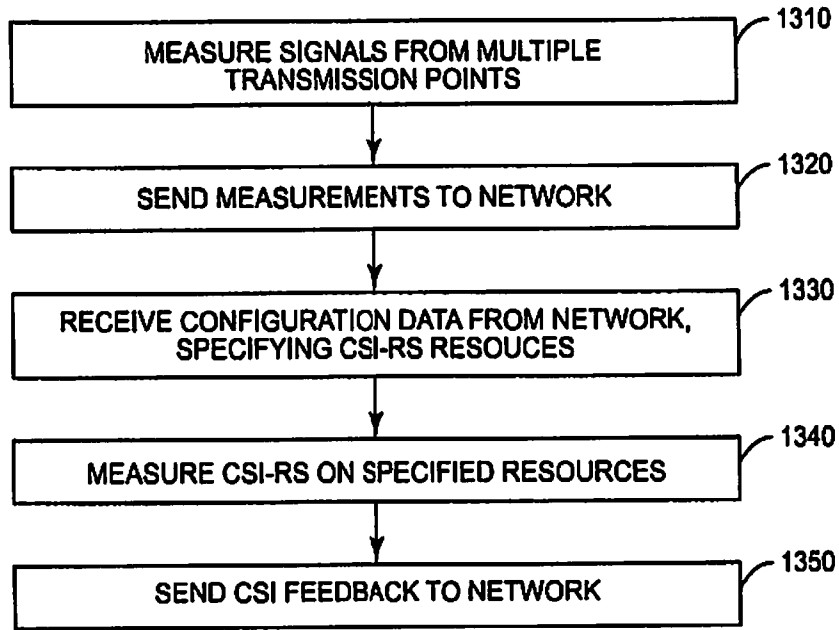 1310
MEASURE SIGNALS FROM MULTIPLE
TRANSMISSION POINTS
1320
SEND MEASUREMENTS TO NETWORK
1330
RECEIVE CONFIGURATION DATA FROM NETWORK,
SPECIFYING CSI-RS RESOUCES
1340
MEASURE CSI-RS ON SPECIFIED RESOURCES
1350
SEND CSI FEEDBACK TO NETWORK